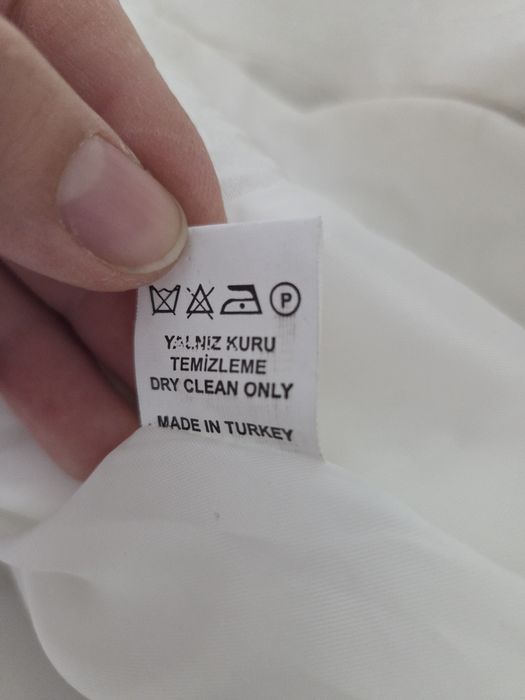 P
YALNIZ KURU
TEMİZLEME
DRY CLEAN ONLY
MADE IN TURKEY